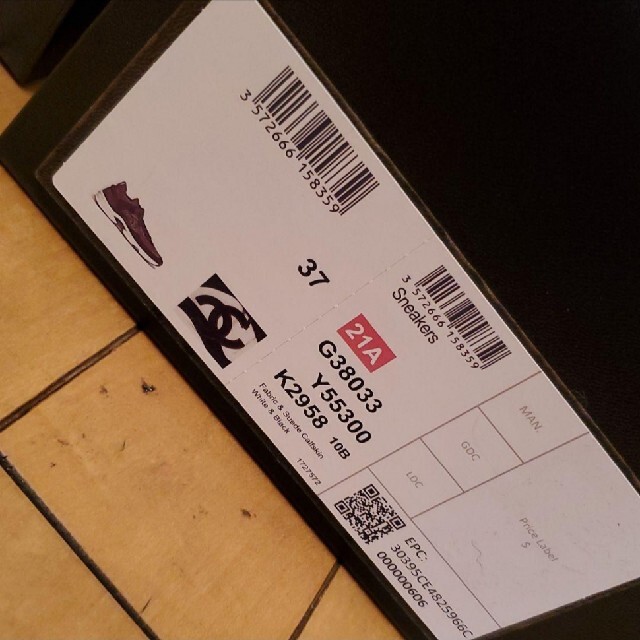 3 572666 158359
37
3 572666 158359
Sneakers
21A
G38033
Y55300
K2958 10B
Fabric & Suede Calfskin
White & Black
MAN.
GDC
LDC
Price Label
$
EPC:
30395CE4825966C
000000606